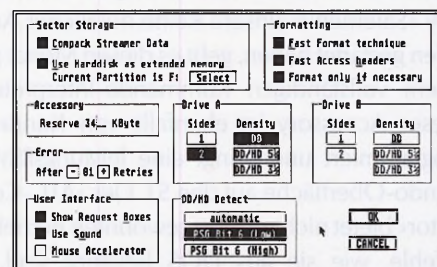 Sector Storage
Compack Streamer Data
Use Harddisk as extended memory
Current Partition is F: Select
Formatting
Fast Format technique
Fast Access headers
Format only if necessary
Accessory
Reserve 34_ KByte
Error
After - 0i + Retries
Drive A
Sides Density
1 DD
2 DD/HD 5¼
DD/HD 3½
Drive B
Sides Density
1 DD
2 DD/HD 5¼
DD/HD 3½
User Interface
Show Request Boxes
Use Sound
Mouse Accelerator
DD/HD Detect
automatic
PSG Bit 6 (Low)
PSG Bit 6 (High)
OK
CANCEL